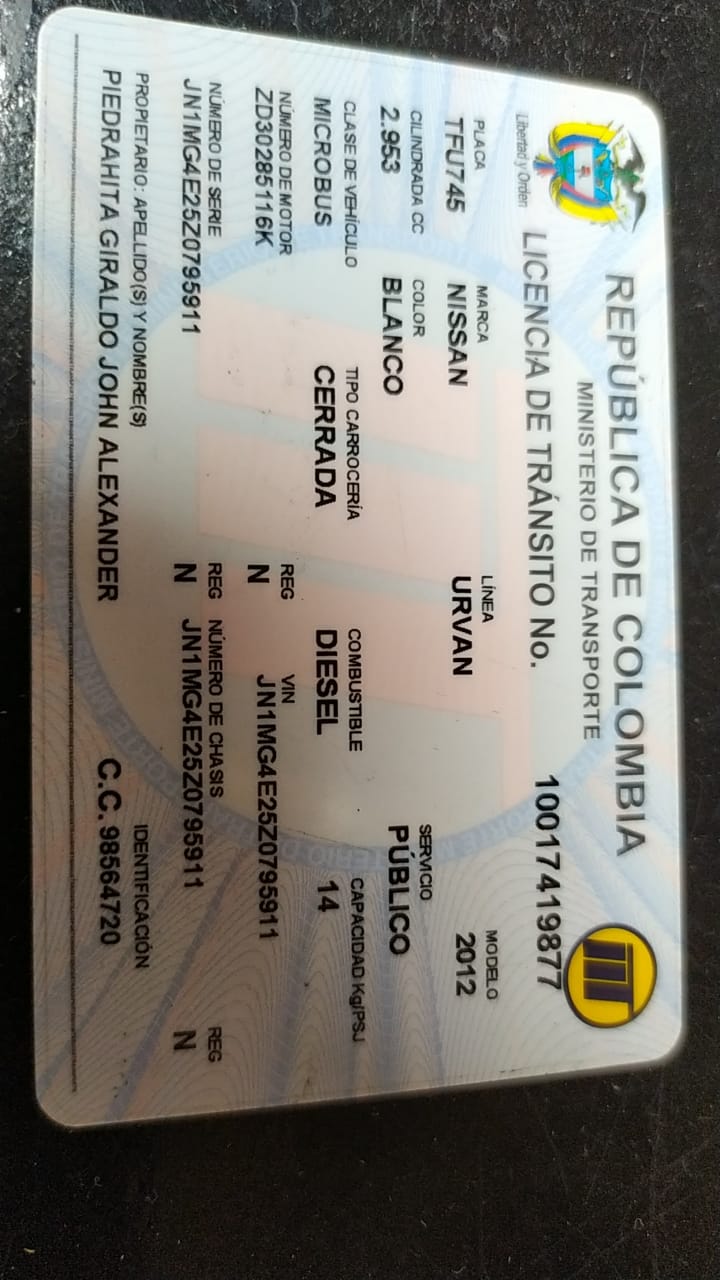 REPÚBLICA DE COLOMBIA
MINISTERIO DE TRANSPORTE
Libertad y Orden
LICENCIA DE TRÁNSITO No. 10017419877
PLACA MARCA LÍNEA MODELO
TFU745 NISSAN URVAN 2012
CILINDRADA CC COLOR SERVICIO
2.953 BLANCO PÚBLICO
CLASE DE VEHÍCULO TIPO CARROCERÍA COMBUSTIBLE CAPACIDAD Kg/PSJ
MICROBUS CERRADA DIESEL 14
NÚMERO DE MOTOR REG VIN
ZD30285116K N JN1MG4E25Z0795911
NÚMERO DE SERIE REG NÚMERO DE CHASIS REG
JN1MG4E25Z0795911 N JN1MG4E25Z0795911 N
PROPIETARIO: APELLIDO(S) Y NOMBRE(S) IDENTIFICACIÓN
PIEDRAHITA GIRALDO JOHN ALEXANDER C.C. 98564720